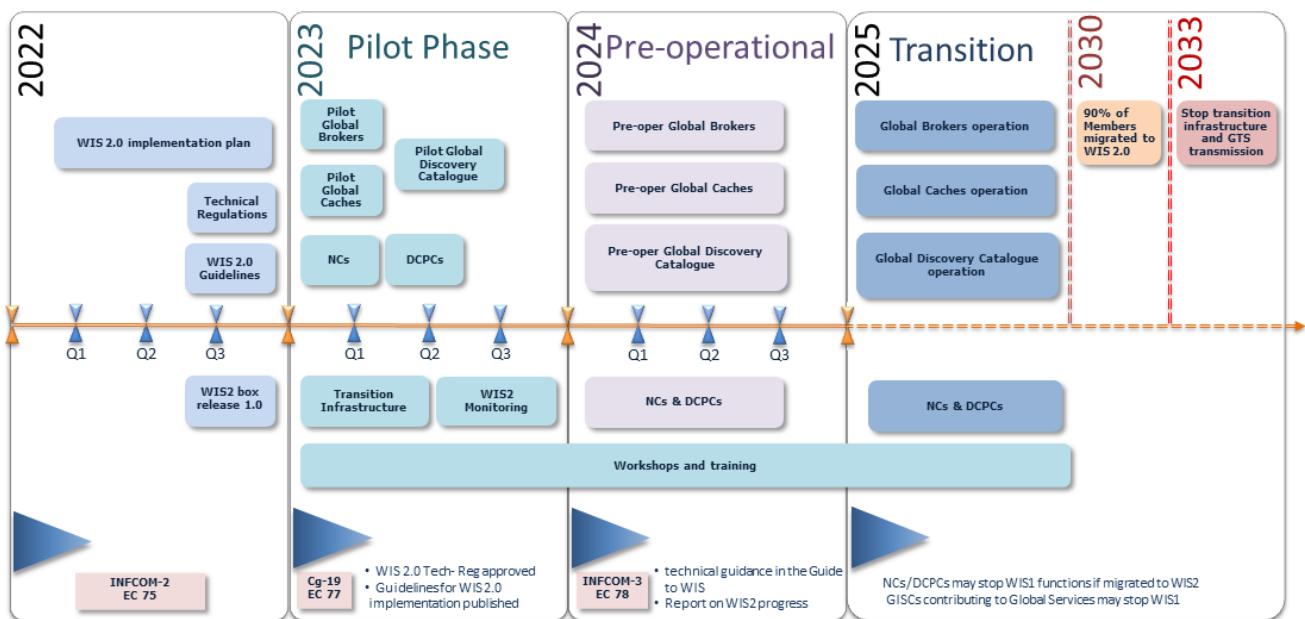 2022
WIS 2.0 implementation plan
Technical
Regulations
WIS 2.0
Guidelines
2023
Pilot Phase
Pilot
Global
Brokers
Pilot Global
Discovery
Catalogue
Pilot
Global
Caches
NCs
DCPCs
2024
Pre-operational
Pre-oper Global Brokers
Pre-oper Global Caches
Pre-oper Global Discovery
Catalogue
2025
Transition
Global Brokers operation
Global Caches operation
Global Discovery Catalogue
operation
2030
90% of
Members
migrated to
WIS 2.0
2033
Stop transition
infrastructure
and GTS
transmission
Q1
Q2
Q3
Q1
Q2
Q3
Q1
Q2
Q3
WIS2 box
release 1.0
Transition
Infrastructure
WIS2
Monitoring
NCs & DCPCs
NCs & DCPCs
Workshops and training
INFCOM-2
EC 75
Cg-19
EC 77
• WIS 2.0 Tech- Reg approved
• Guidelines for WIS 2.0
implementation published
INFCOM-3
EC 78
• technical guidance in the Guide
to WIS
• Report on WIS2 progress
NCs/DCPCs may stop WIS1 functions if migrated to WIS2
GISCs contributing to Global Services may stop WIS1